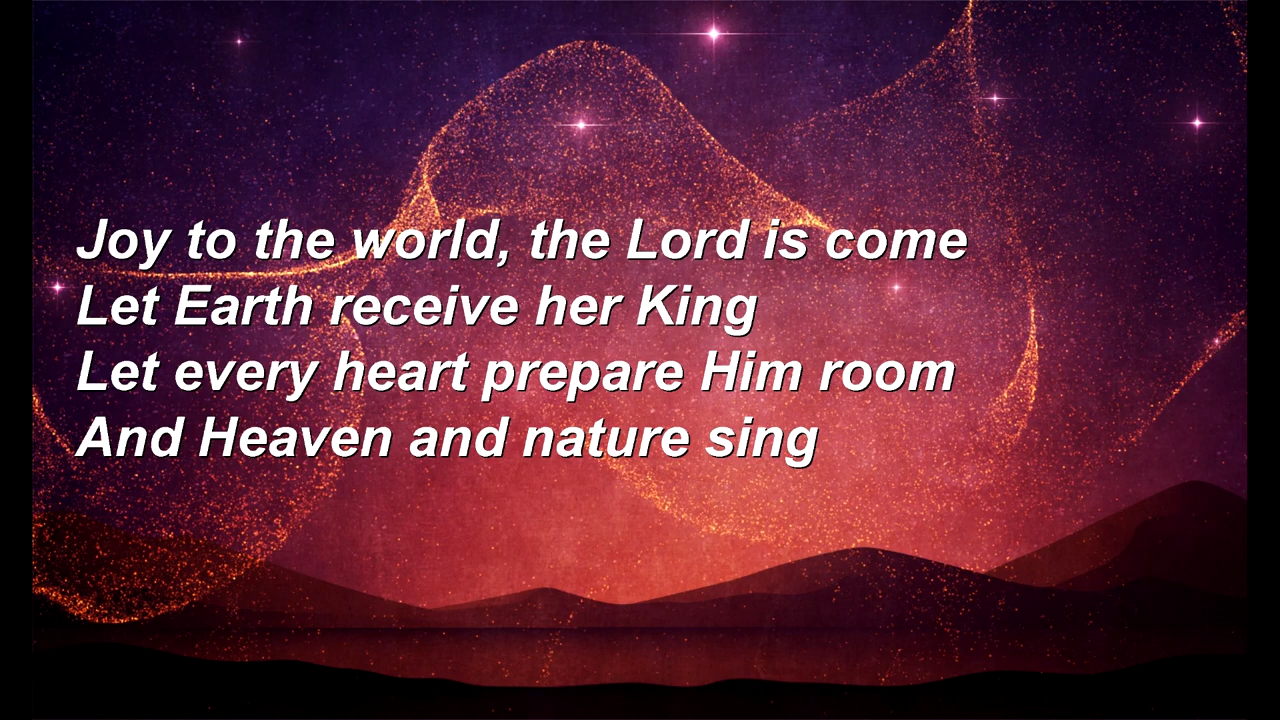 Joy to the world, the Lord is come
Let Earth receive her King
Let every heart prepare Him room
And Heaven and nature sing